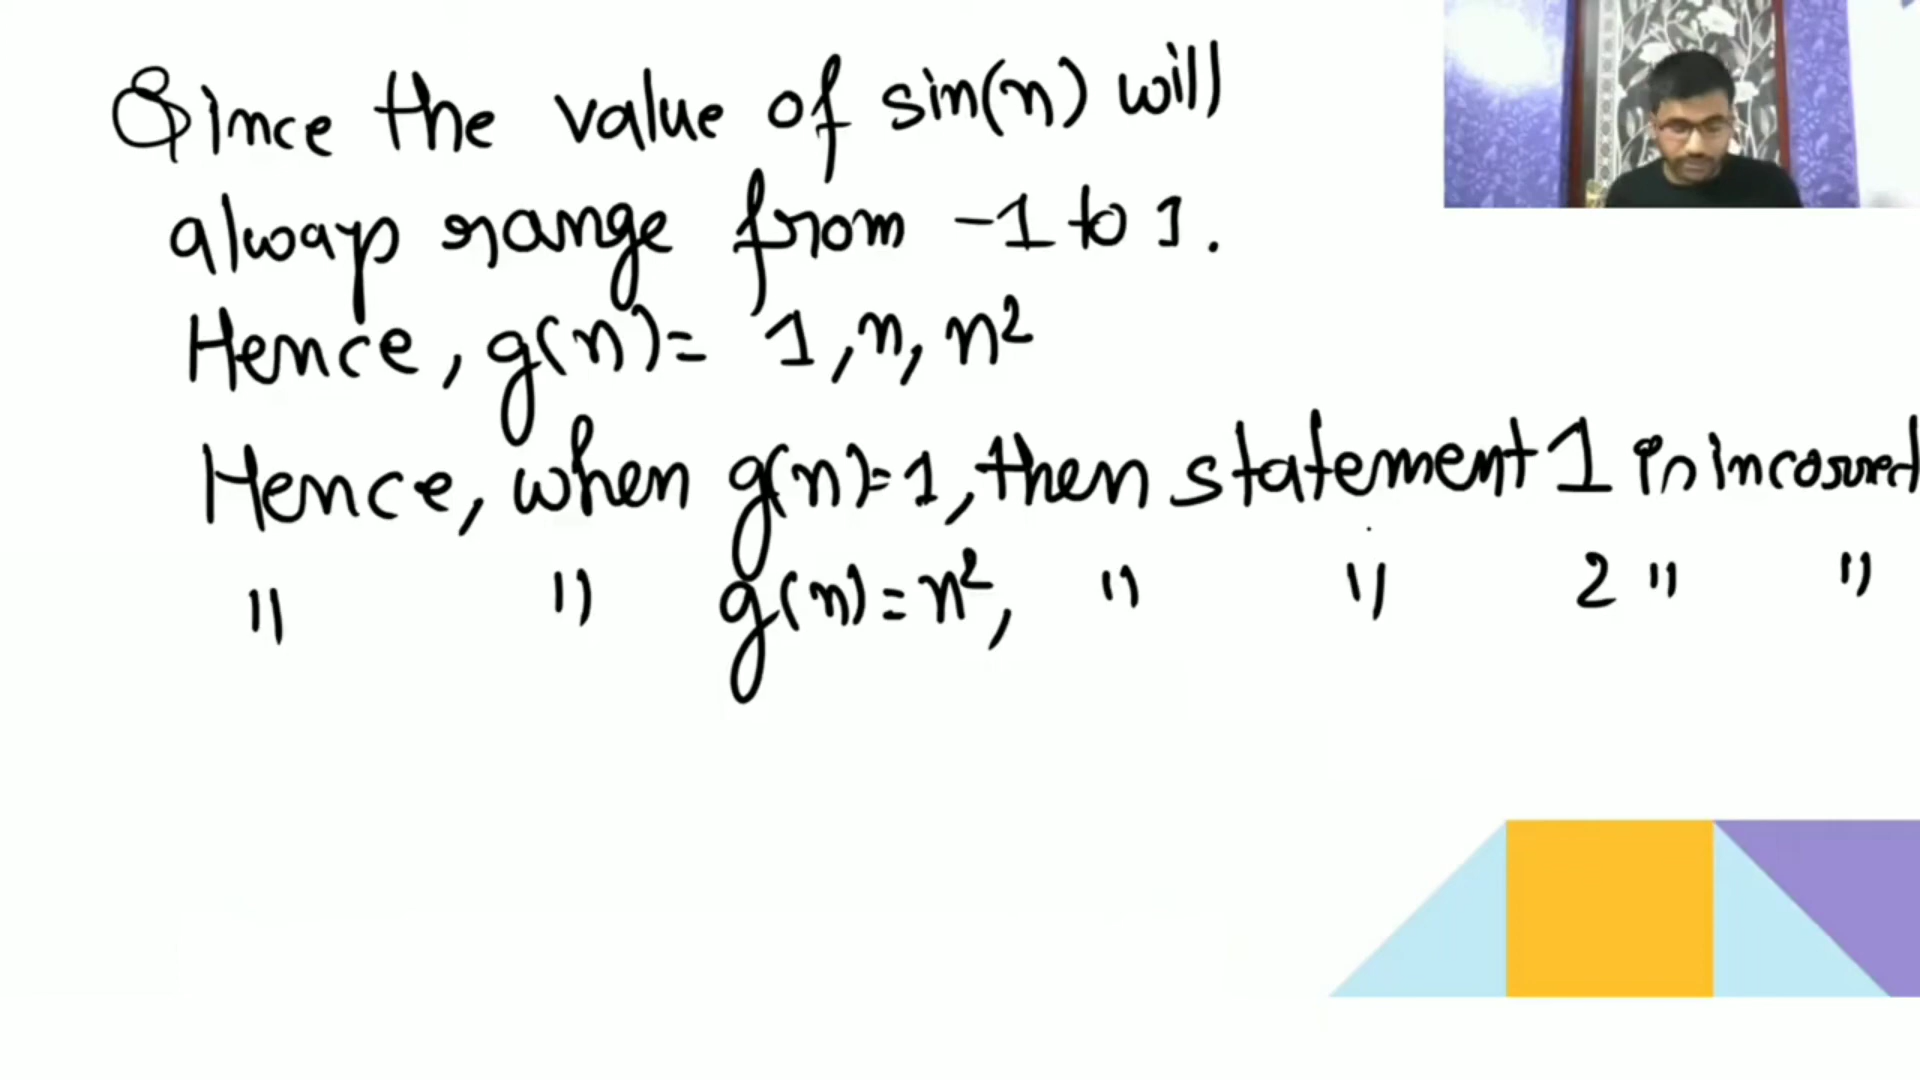 Since the value of sin(n) will
always range from -1 to 1.
Hence, g(n)= 1, n, n²
Hence, when g(n)=1, then statement 1 is incorrect
" " g(n)=n², " " 2 " "